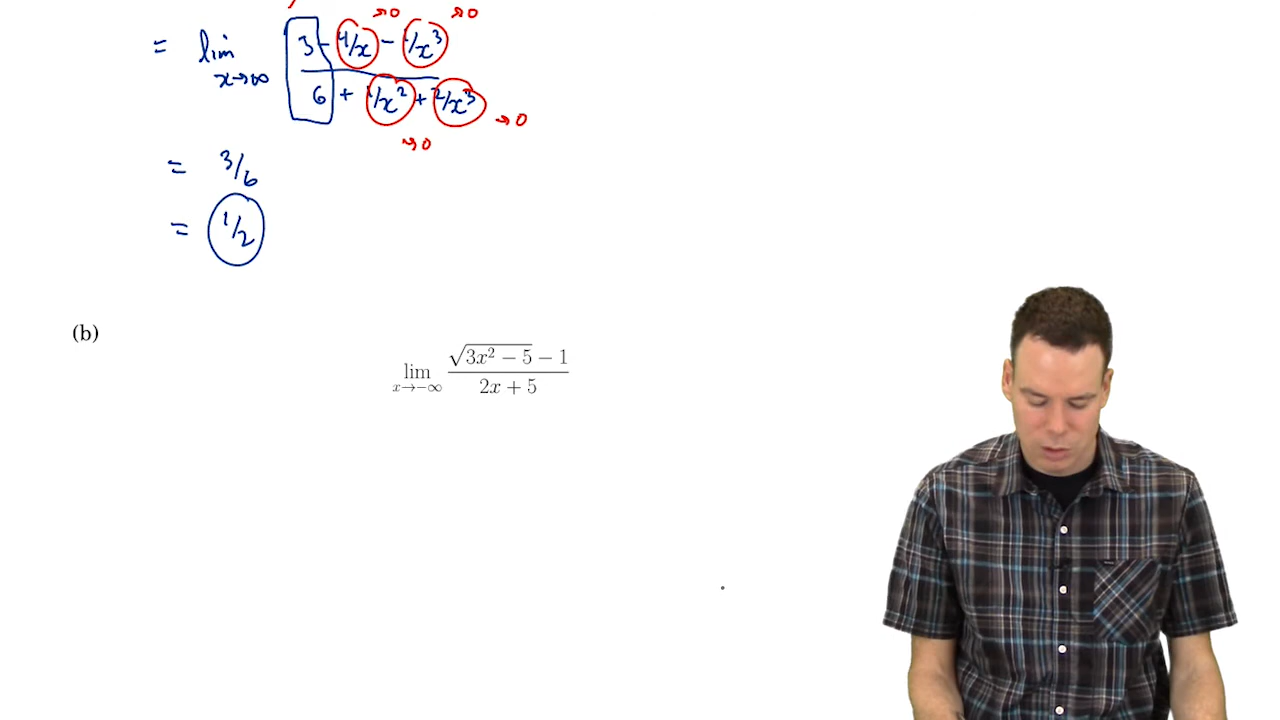 →0 →0
= lim x→∞ 3 - 4/x - 1/x³
6 + 1/x² + 2/x³ →0
→0
= 3/6
= 1/2
(b)
lim x→−∞ √3x² − 5 − 1
2x + 5